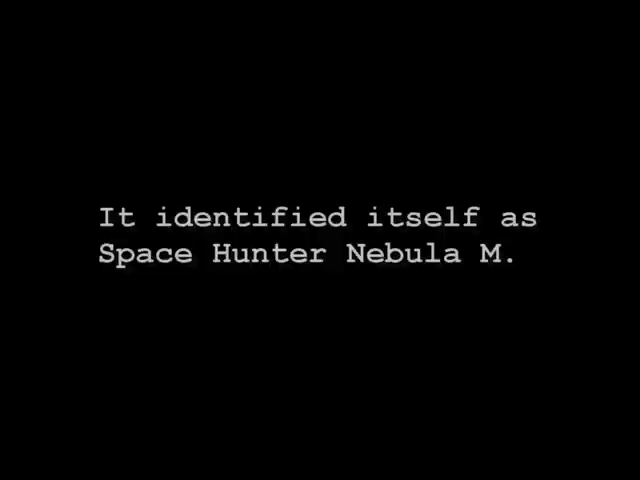 It identified itself as
Space Hunter Nebula M.